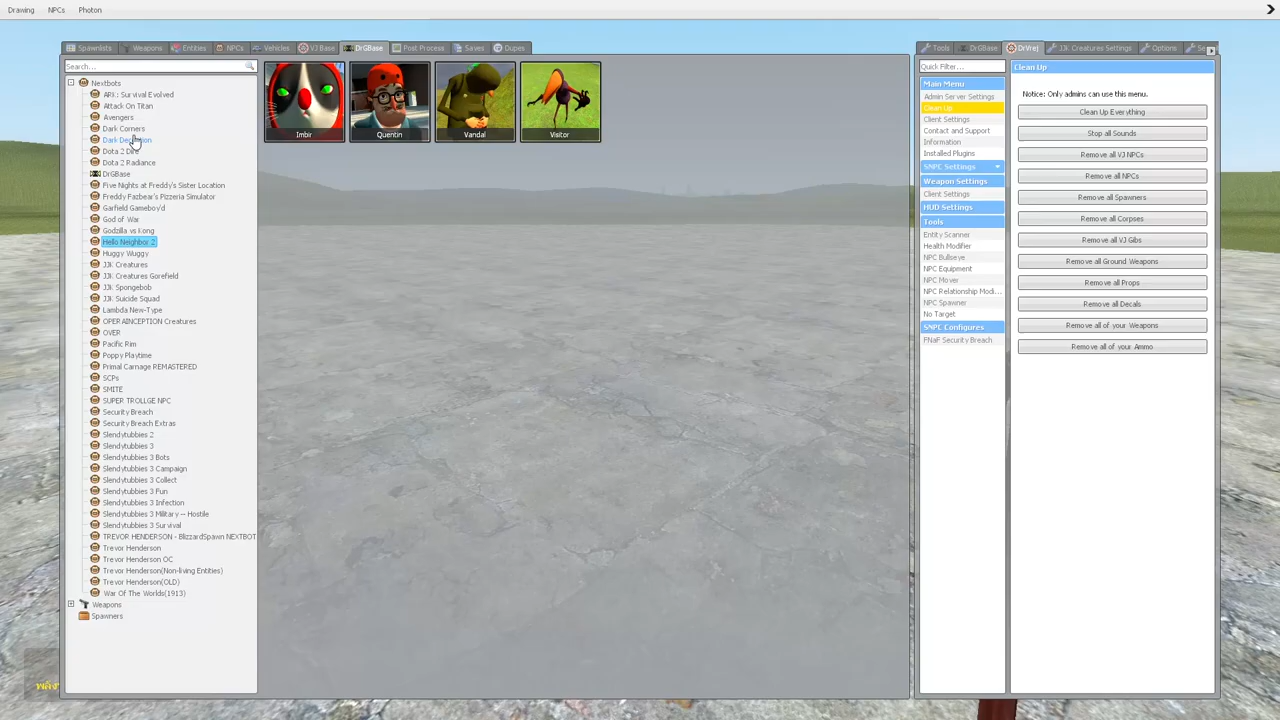 Drawing NPCs Photon
Spawnlists Weapons Entities NPCs Vehicles VJ Base DrGBase Post Process Saves Dupes
Search...
Nextbots
ARK: Survival Evolved
Attack On Titan
Avengers
Dark Corners
Dota 2 Dire
Dota 2 Radiance
DrGBase
Five Nights at Freddy's Sister Location
Freddy Fazbear's Pizzeria Simulator
Garfield Gameboy'd
God of War
Godzilla vs Kong
Hello Neighbor 2
Huggy Wuggy
JJk Creatures
JJk Creatures Gorefield
JJk Spongebob
JJk Suicide Squad
Lambda New-Type
OPERAINCEPTION Creatures
OVER
Pacific Rim
Poppy Playtime
Primal Carnage REMASTERED
SCPs
SMITE
SUPER TROLLGE NPC
Security Breach
Security Breach Extras
Slendytubbies 2
Slendytubbies 3
Slendytubbies 3 Bots
Slendytubbies 3 Campaign
Slendytubbies 3 Collect
Slendytubbies 3 Fun
Slendytubbies 3 Infection
Slendytubbies 3 Military -- Hostile
Slendytubbies 3 Survival
TREVOR HENDERSON - BlizzardSpawn NEXTBOT
Trevor Henderson
Trevor Henderson OC
Trevor Henderson(Non-living Entities)
Trevor Henderson(OLD)
War Of The Worlds(1913)
Weapons
Spawners
Imbir Quentin Vandal Visitor
Tools DrGBase DrVrej JJk Creatures Settings Options
Quick Filter...
Main Menu
Admin Server Settings
Clean Up
Client Settings
Contact and Support
Information
Installed Plugins
SNPC Settings
Weapon Settings
Client Settings
HUD Settings
Tools
Entity Scanner
Health Modifier
NPC Bullseye
NPC Equipment
NPC Mover
NPC Relationship Modi...
NPC Spawner
No Target
SNPC Configures
FNaF Security Breach
Clean Up
Notice: Only admins can use this menu.
Clean Up Everything
Stop all Sounds
Remove all VJ NPCs
Remove all NPCs
Remove all Spawners
Remove all Corpses
Remove all VJ Gibs
Remove all Ground Weapons
Remove all Props
Remove all Decals
Remove all of your Weapons
Remove all of your Ammo